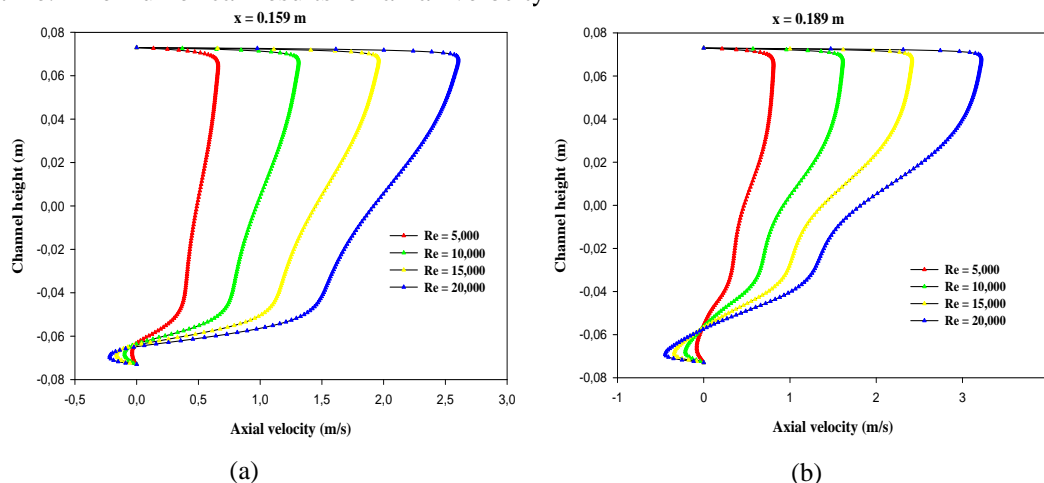 x = 0.159 m
0,08
0,06
0,04
0,02
0,00
-0,02
-0,04
-0,06
-0,08
Channel height (m)
Re = 5,000
Re = 10,000
Re = 15,000
Re = 20,000
-0,5 0,0 0,5 1,0 1,5 2,0 2,5 3,0
Axial velocity (m/s)
(a)
x = 0.189 m
0,08
0,06
0,04
0,02
0,00
-0,02
-0,04
-0,06
-0,08
Channel height (m)
Re = 5,000
Re = 10,000
Re = 15,000
Re = 20,000
-1 0 1 2 3
Axial velocity (m/s)
(b)